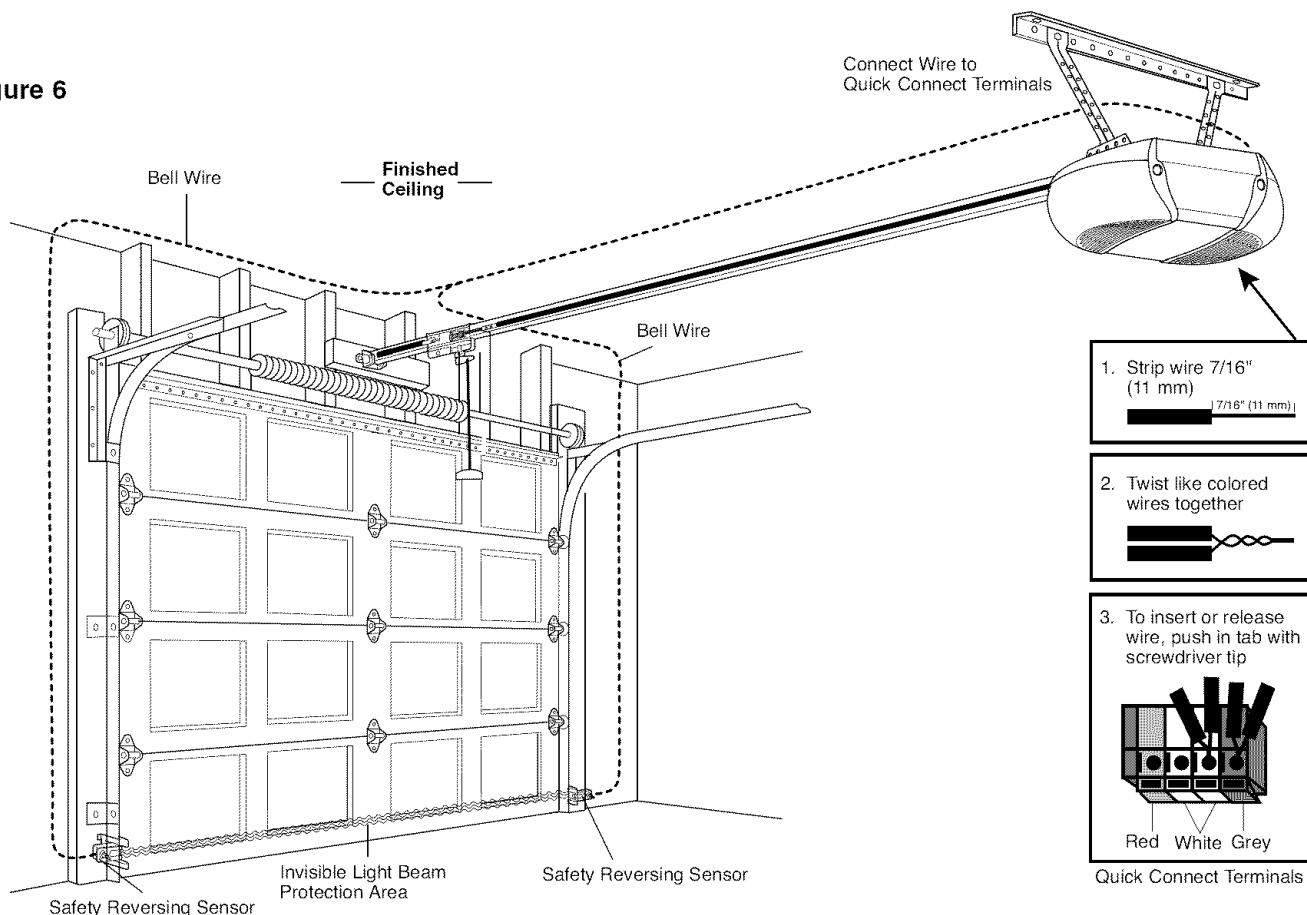 gure 6
Connect Wire to
Quick Connect Terminals
Bell Wire
Finished
Ceiling
Bell Wire
1. Strip wire 7/16"
(11 mm)
7/16" (11 mm)
2. Twist like colored
wires together
3. To insert or release
wire, push in tab with
screwdriver tip
Red White Grey
Quick Connect Terminals
Invisible Light Beam
Protection Area
Safety Reversing Sensor
Safety Reversing Sensor